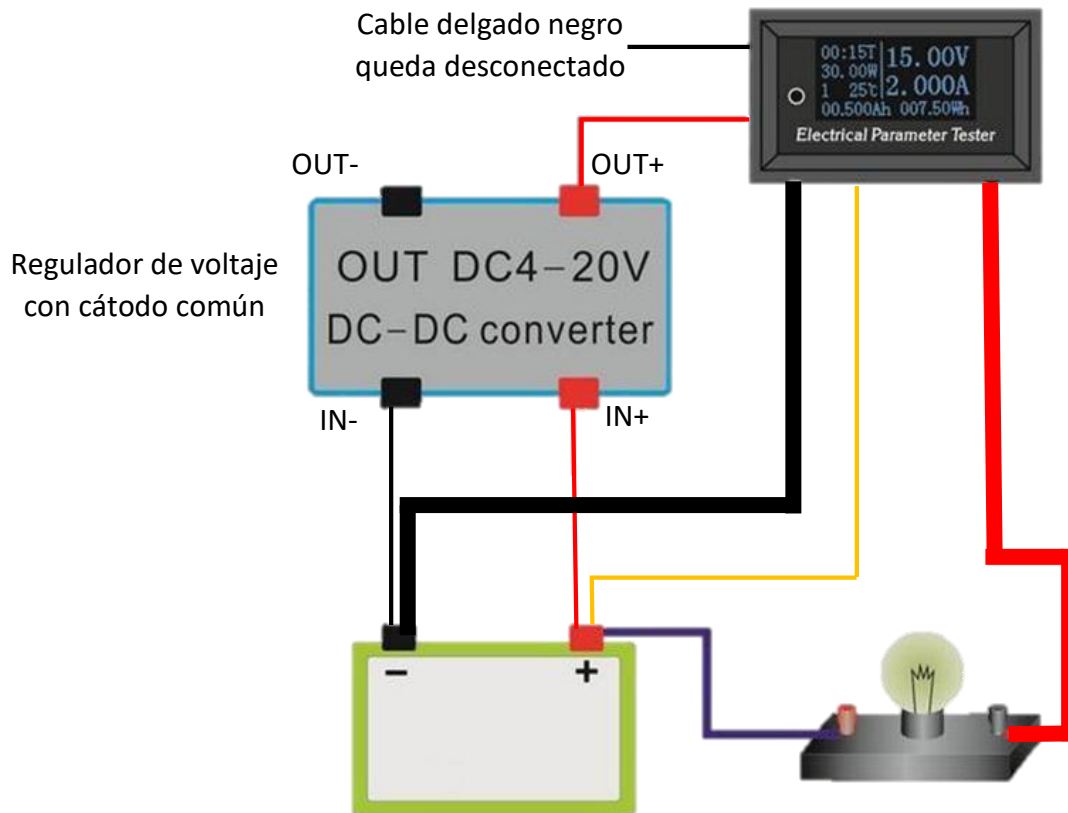 Cable delgado negro
queda desconectado
00:15T 15.00V
30.00W
1 25℃ 2.000A
00.500Ah 007.50Wh
Electrical Parameter Tester
OUT-
OUT+
Regulador de voltaje
con cátodo común
OUT DC4-20V
DC-DC converter
IN-
IN+
- +